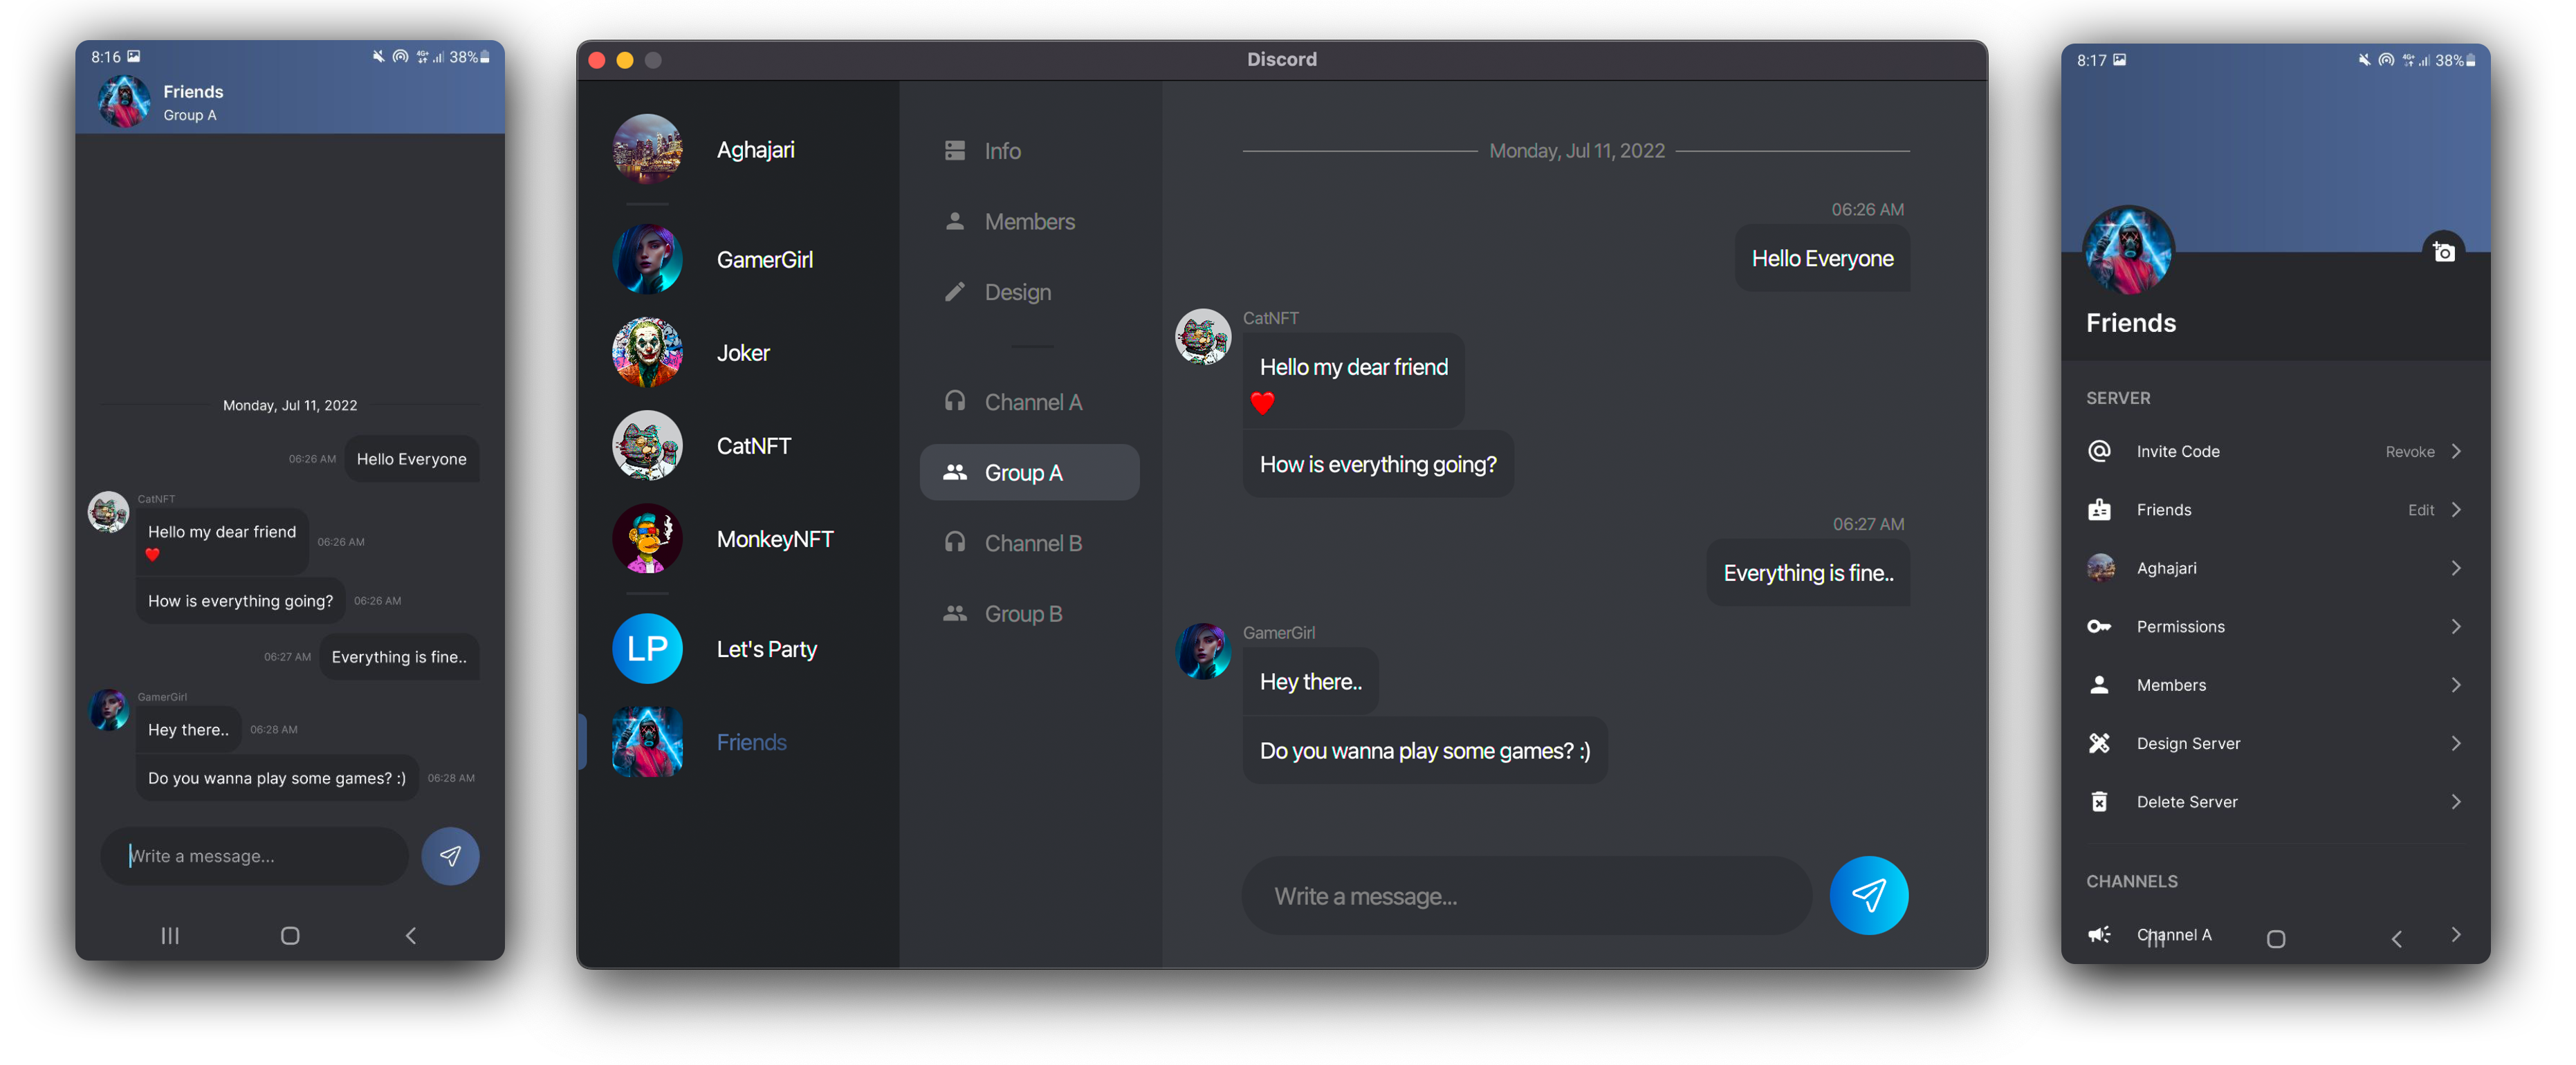 8:16
4G+ 38%
Friends
Group A
Monday, Jul 11, 2022
06:26 AM Hello Everyone
CatNFT
Hello my dear friend
❤️ 06:26 AM
How is everything going? 06:26 AM
06:27 AM Everything is fine..
GamerGirl
Hey there.. 06:28 AM
Do you wanna play some games? :) 06:28 AM
Write a message...
Discord
Aghajari
GamerGirl
Joker
CatNFT
MonkeyNFT
LP Let's Party
Friends
Info
Members
Design
Channel A
Group A
Channel B
Group B
Monday, Jul 11, 2022
06:26 AM
Hello Everyone
CatNFT
Hello my dear friend
❤️
How is everything going?
06:27 AM
Everything is fine..
GamerGirl
Hey there..
Do you wanna play some games? :)
Write a message...
8:17
4G+ 38%
Friends
SERVER
Invite Code Revoke
Friends Edit
Aghajari
Permissions
Members
Design Server
Delete Server
CHANNELS
Channel A